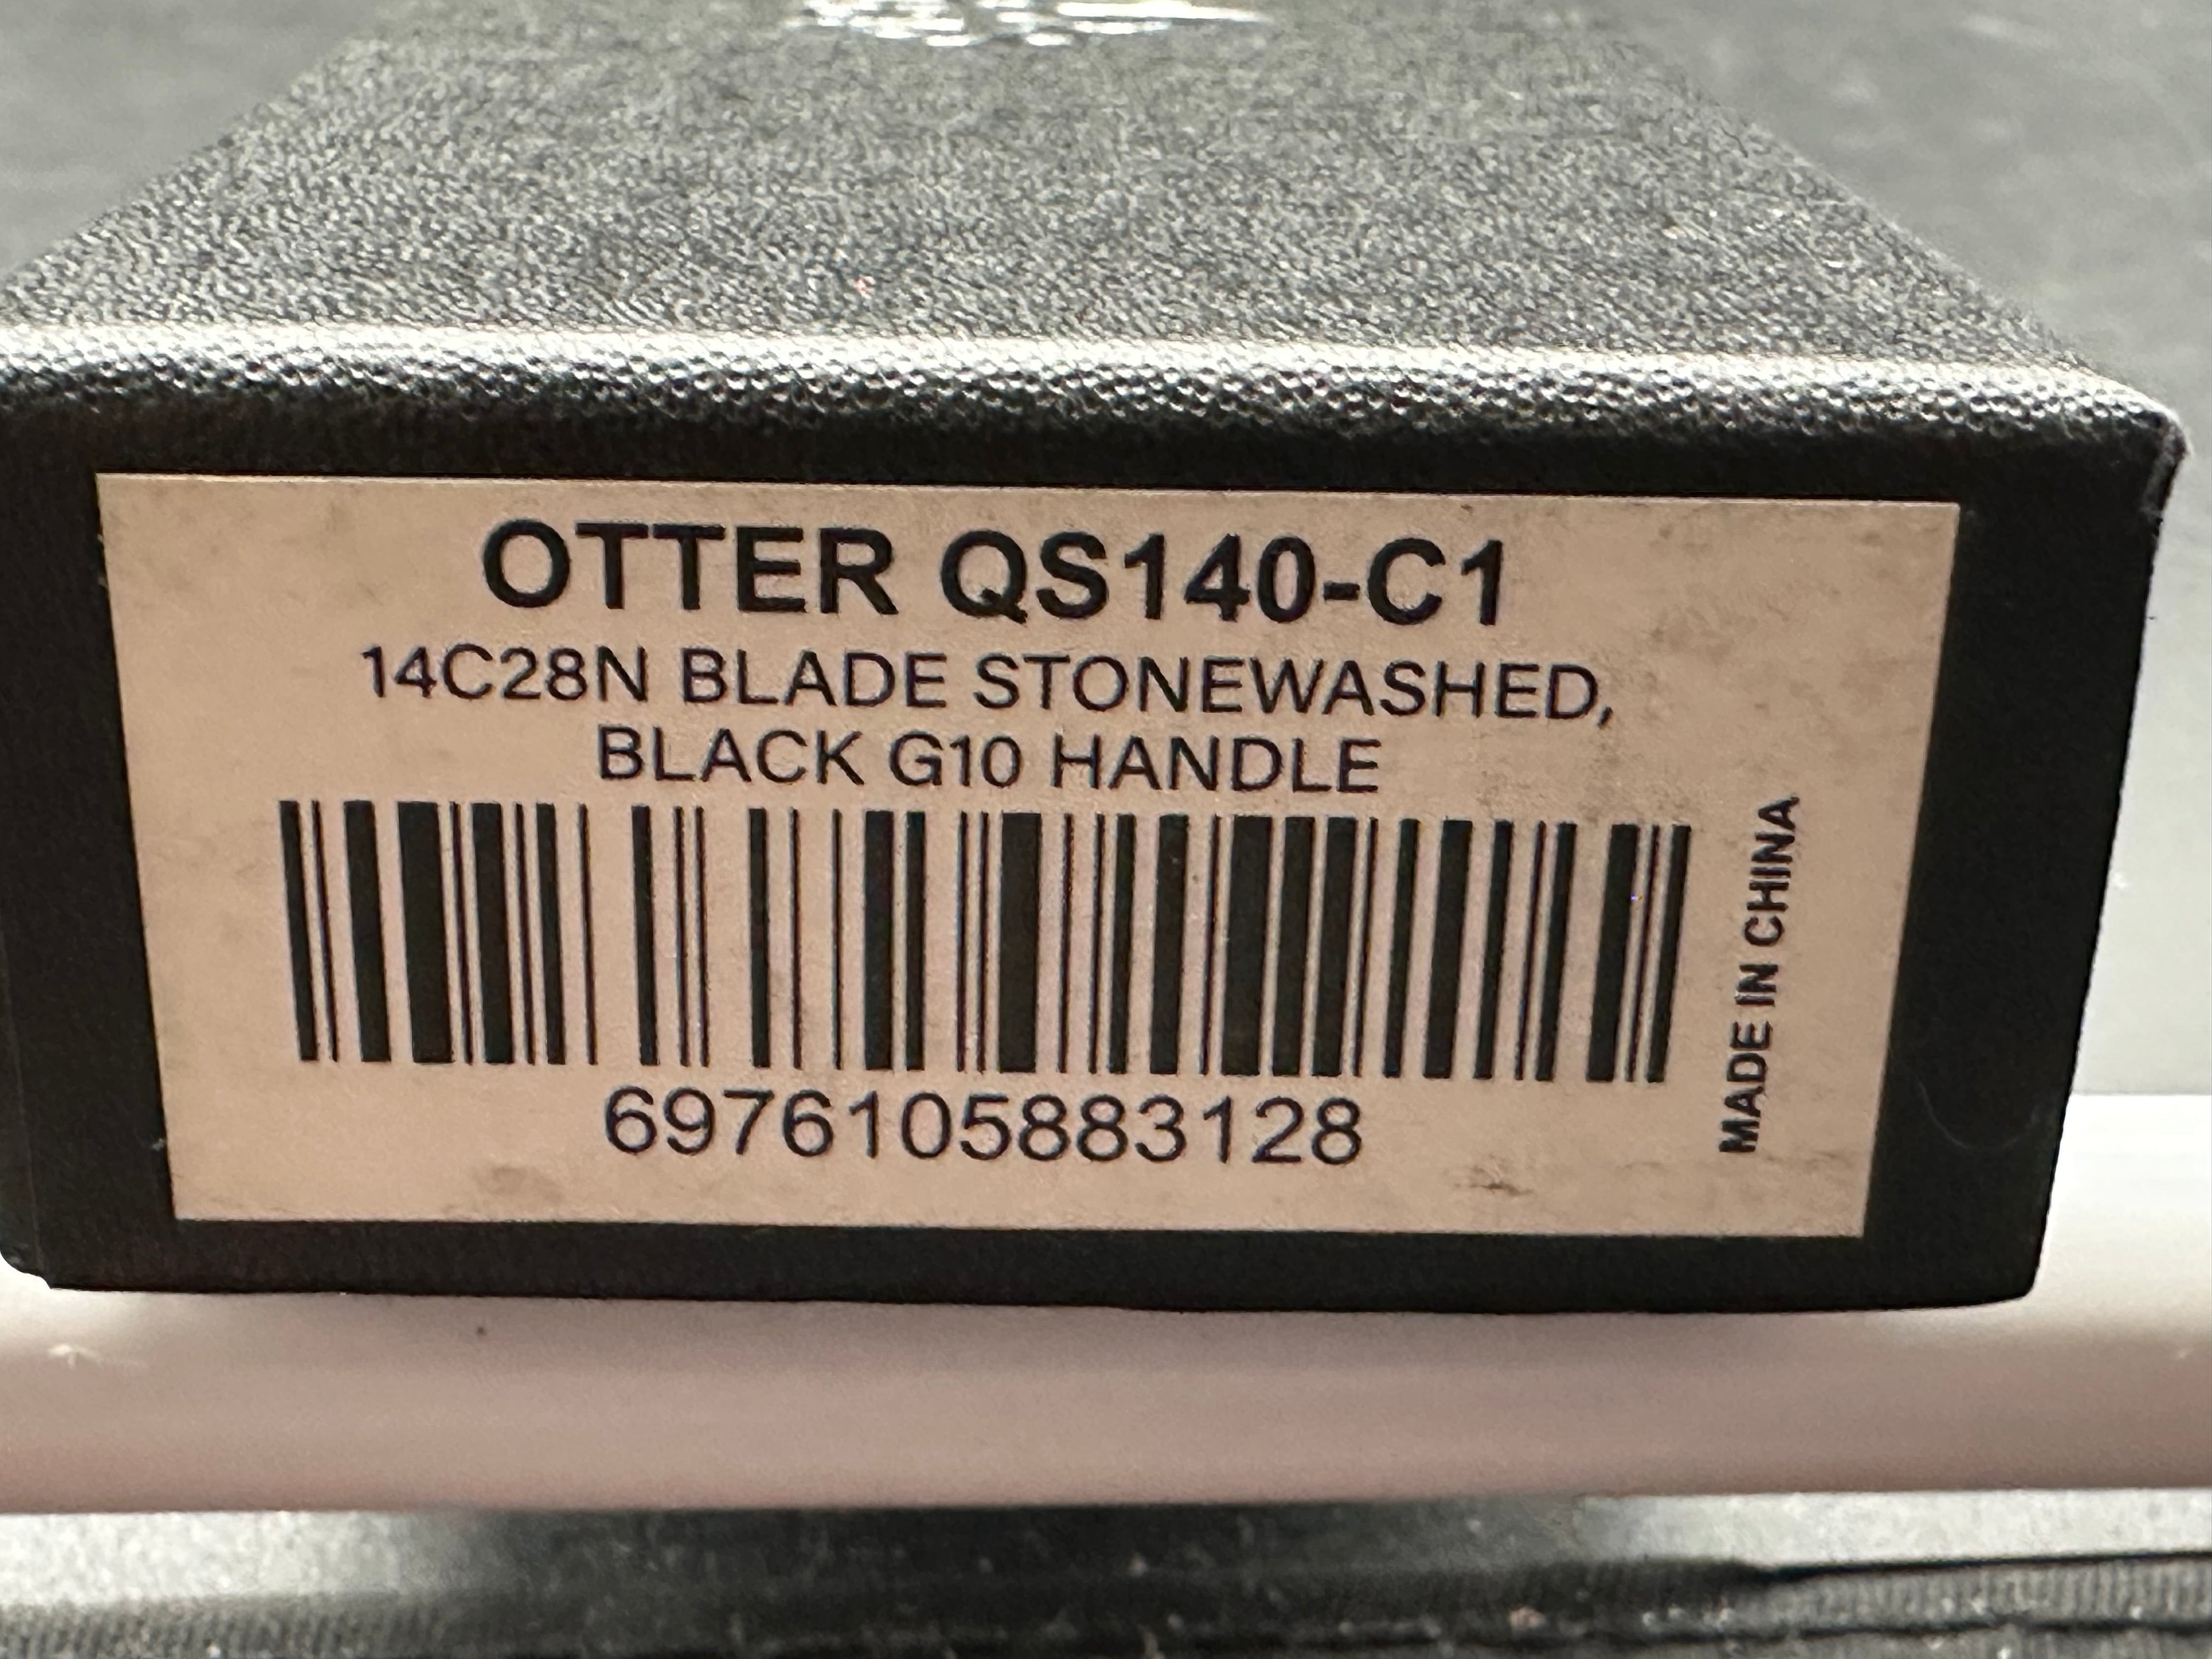 OTTER QS140-C1
14C28N BLADE STONEWASHED,
BLACK G10 HANDLE
MADE IN CHINA
6976105883128